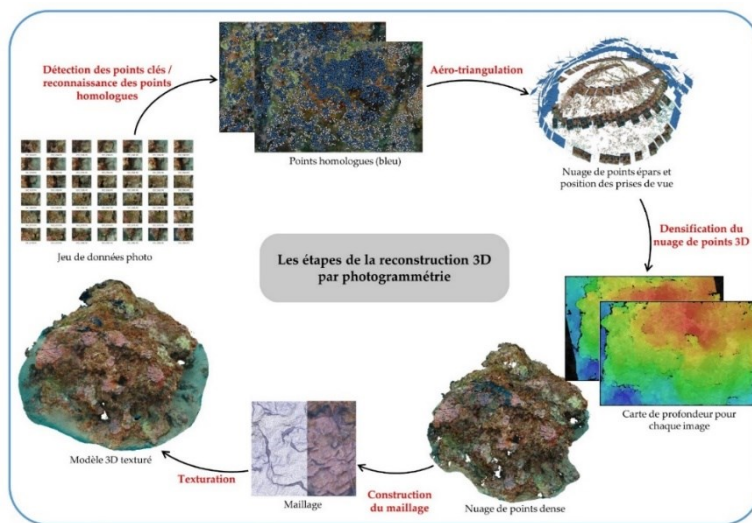 Détection des points clés /
reconnaissance des points
homologues
Aéro-triangulation
Points homologues (bleu)
Nuage de points épars et
position des prises de vue
Jeu de données photo
Densification du
nuage de points 3D
Les étapes de la reconstruction 3D
par photogrammétrie
Carte de profondeur pour
chaque image
Modèle 3D texturé
Texturation
Maillage
Construction
du maillage
Nuage de points dense